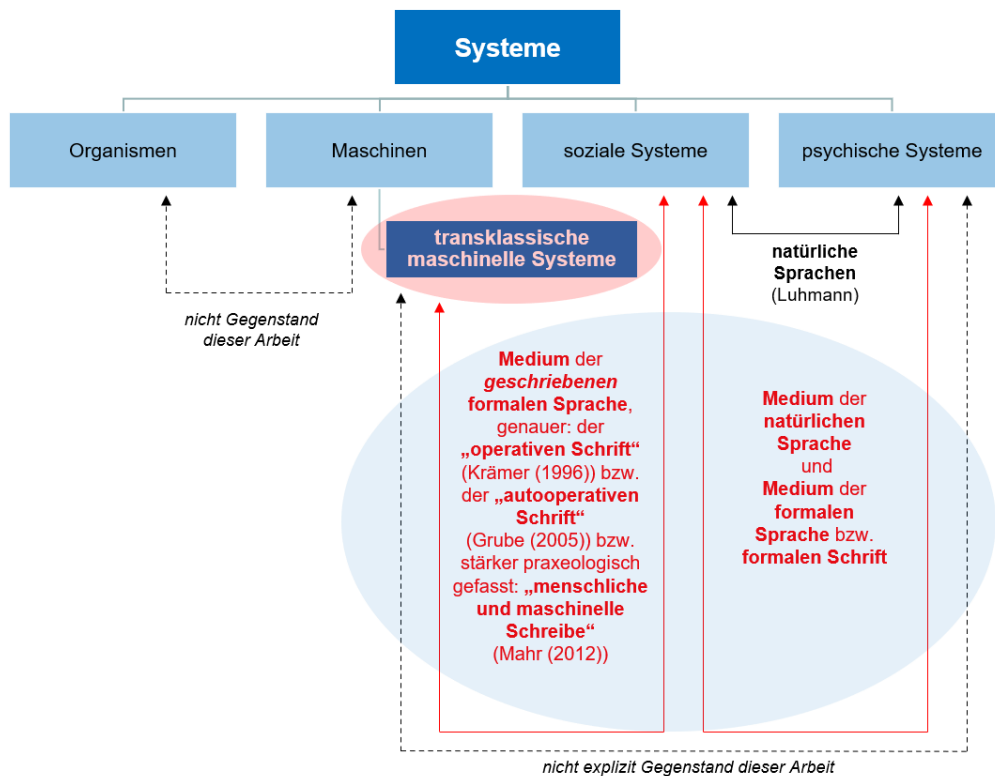 Systeme
Organismen
Maschinen
soziale Systeme
psychische Systeme
transklassische
maschinelle Systeme
natürliche
Sprachen
(Luhmann)
nicht Gegenstand
dieser Arbeit
Medium der
geschriebenen
formalen Sprache,
genauer: der
„operativen Schrift“
(Krämer (1996)) bzw.
der „autooperativen
Schrift“
(Grube (2005)) bzw.
stärker praxeologisch
gefasst: „menschliche
und maschinelle
Schreibe“
(Mahr (2012))
Medium der
natürlichen
Sprache
und
Medium der
formalen
Sprache bzw.
formalen Schrift
nicht explizit Gegenstand dieser Arbeit